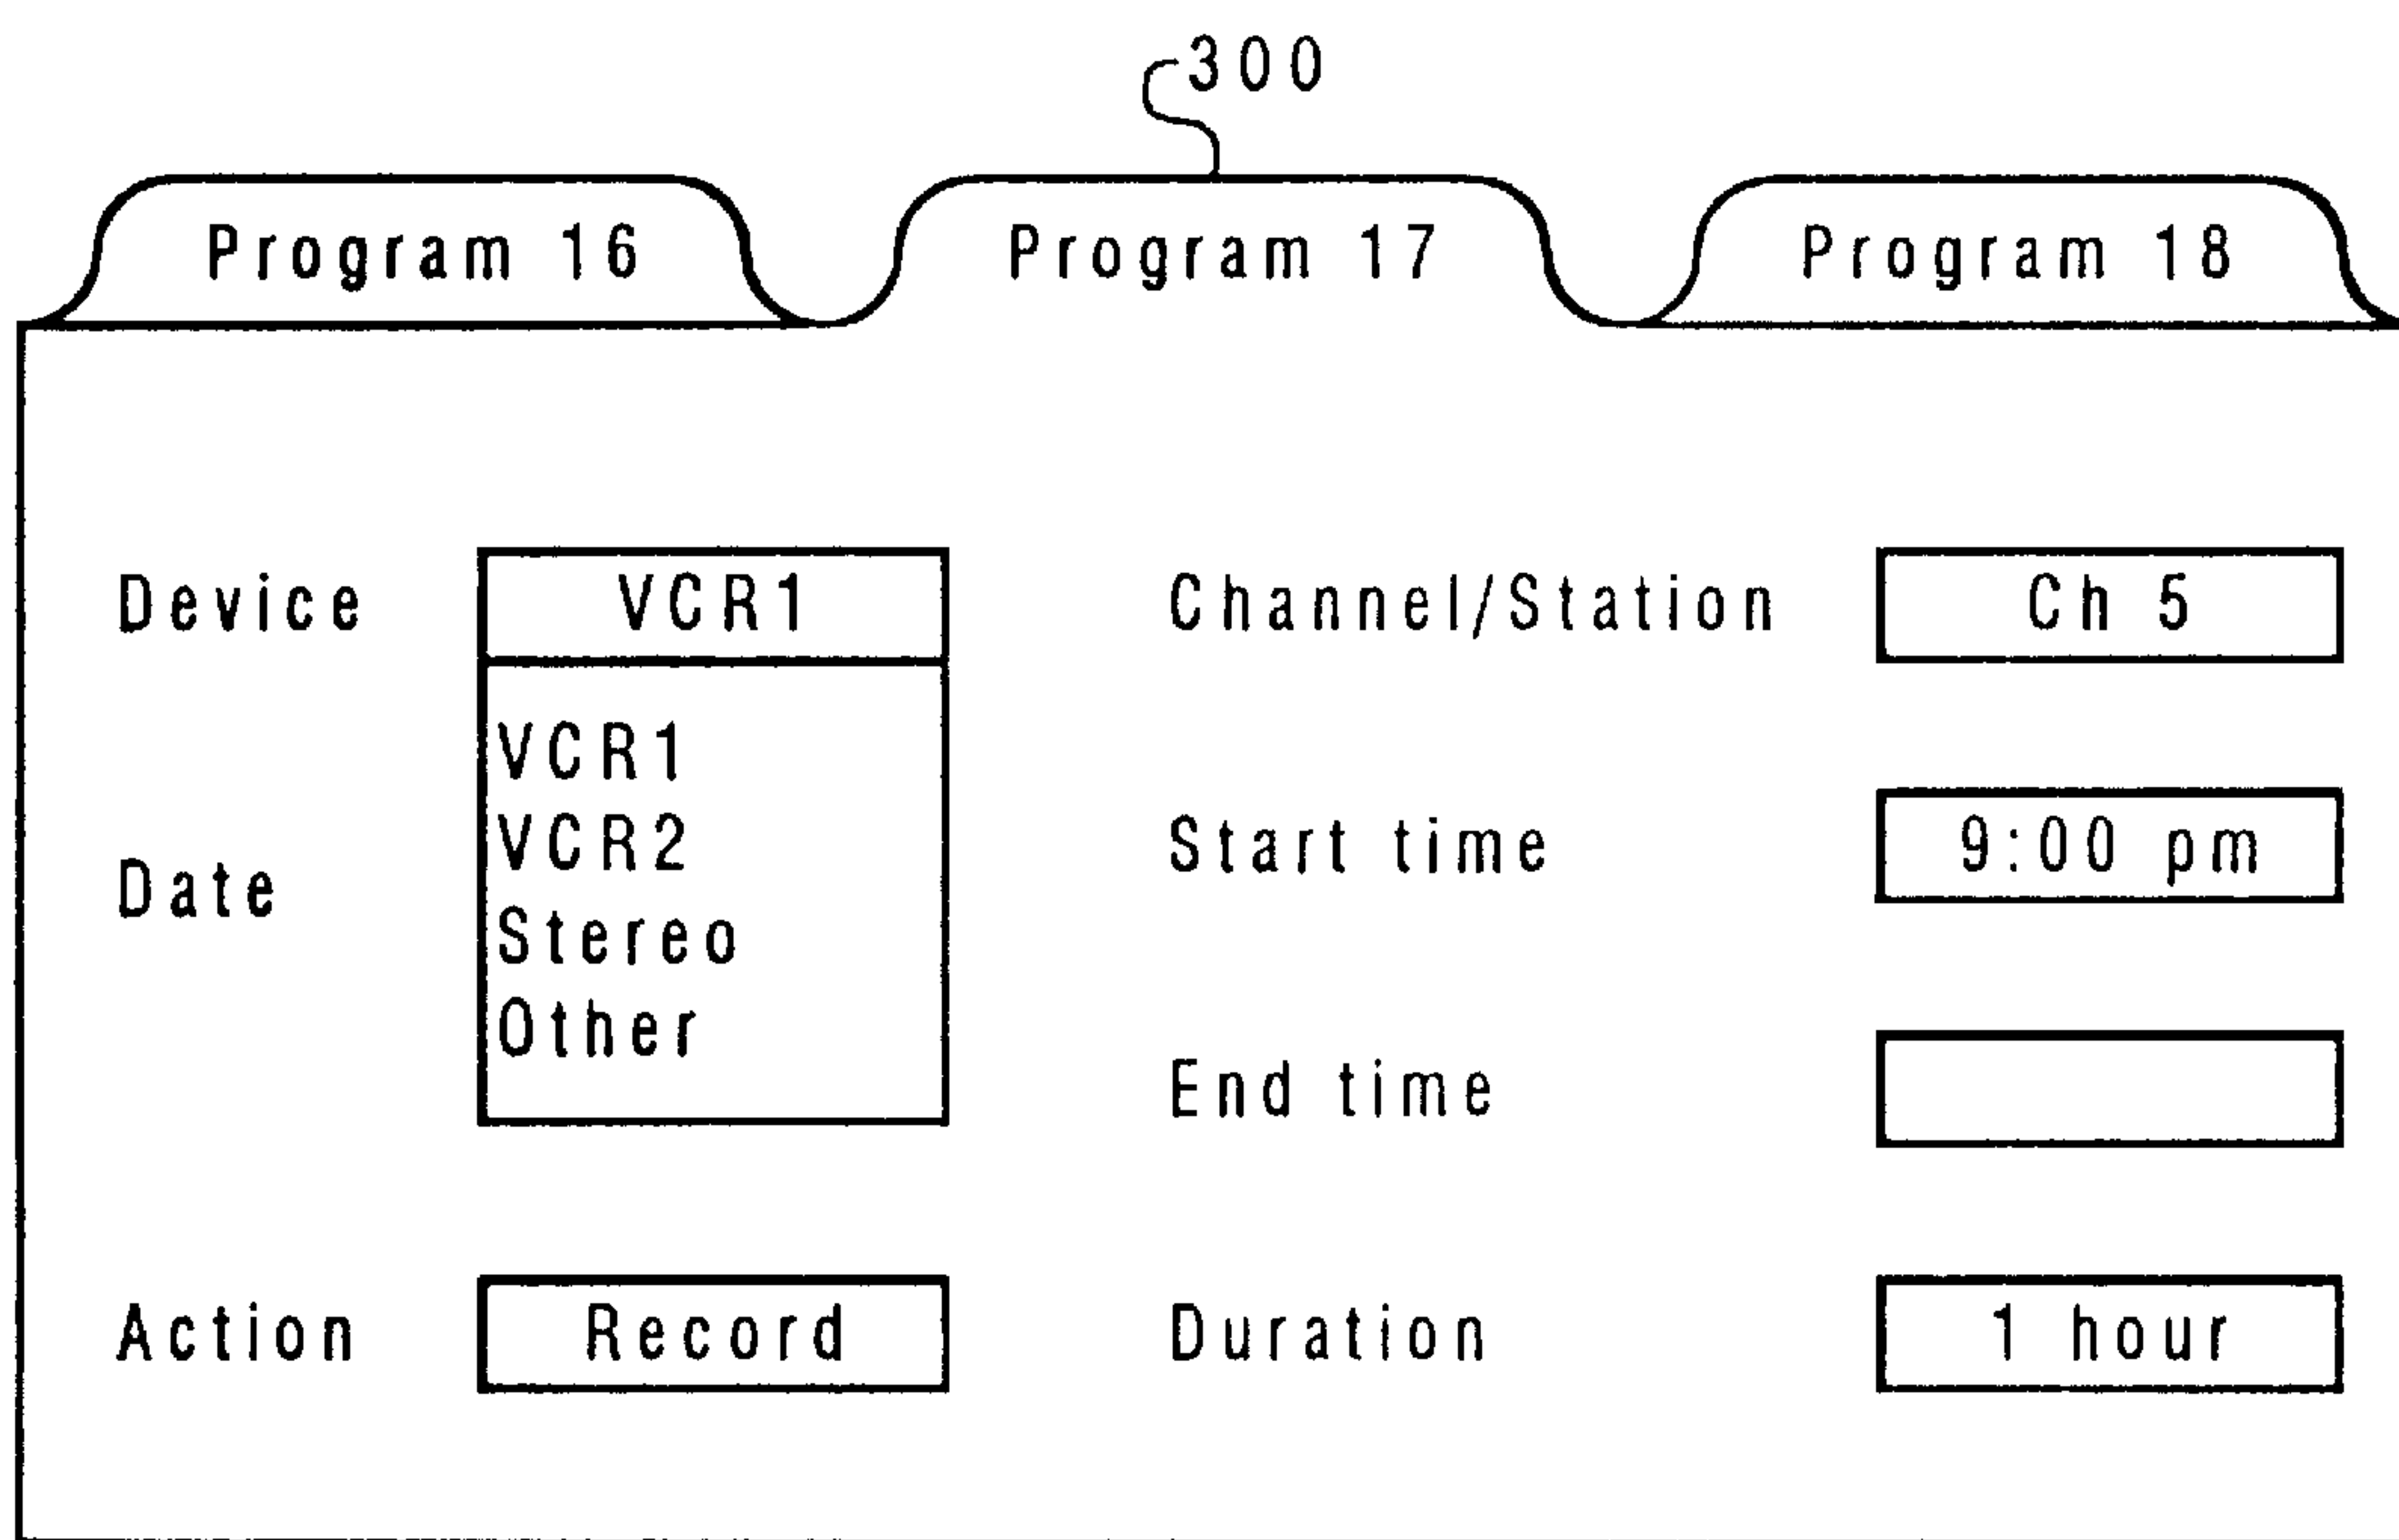 300
Program 16 Program 17 Program 18
Device VCR1 Channel/Station Ch 5
VCR1
VCR2
Stereo
Other
Date
Start time 9:00 pm
End time
Action Record Duration 1 hour